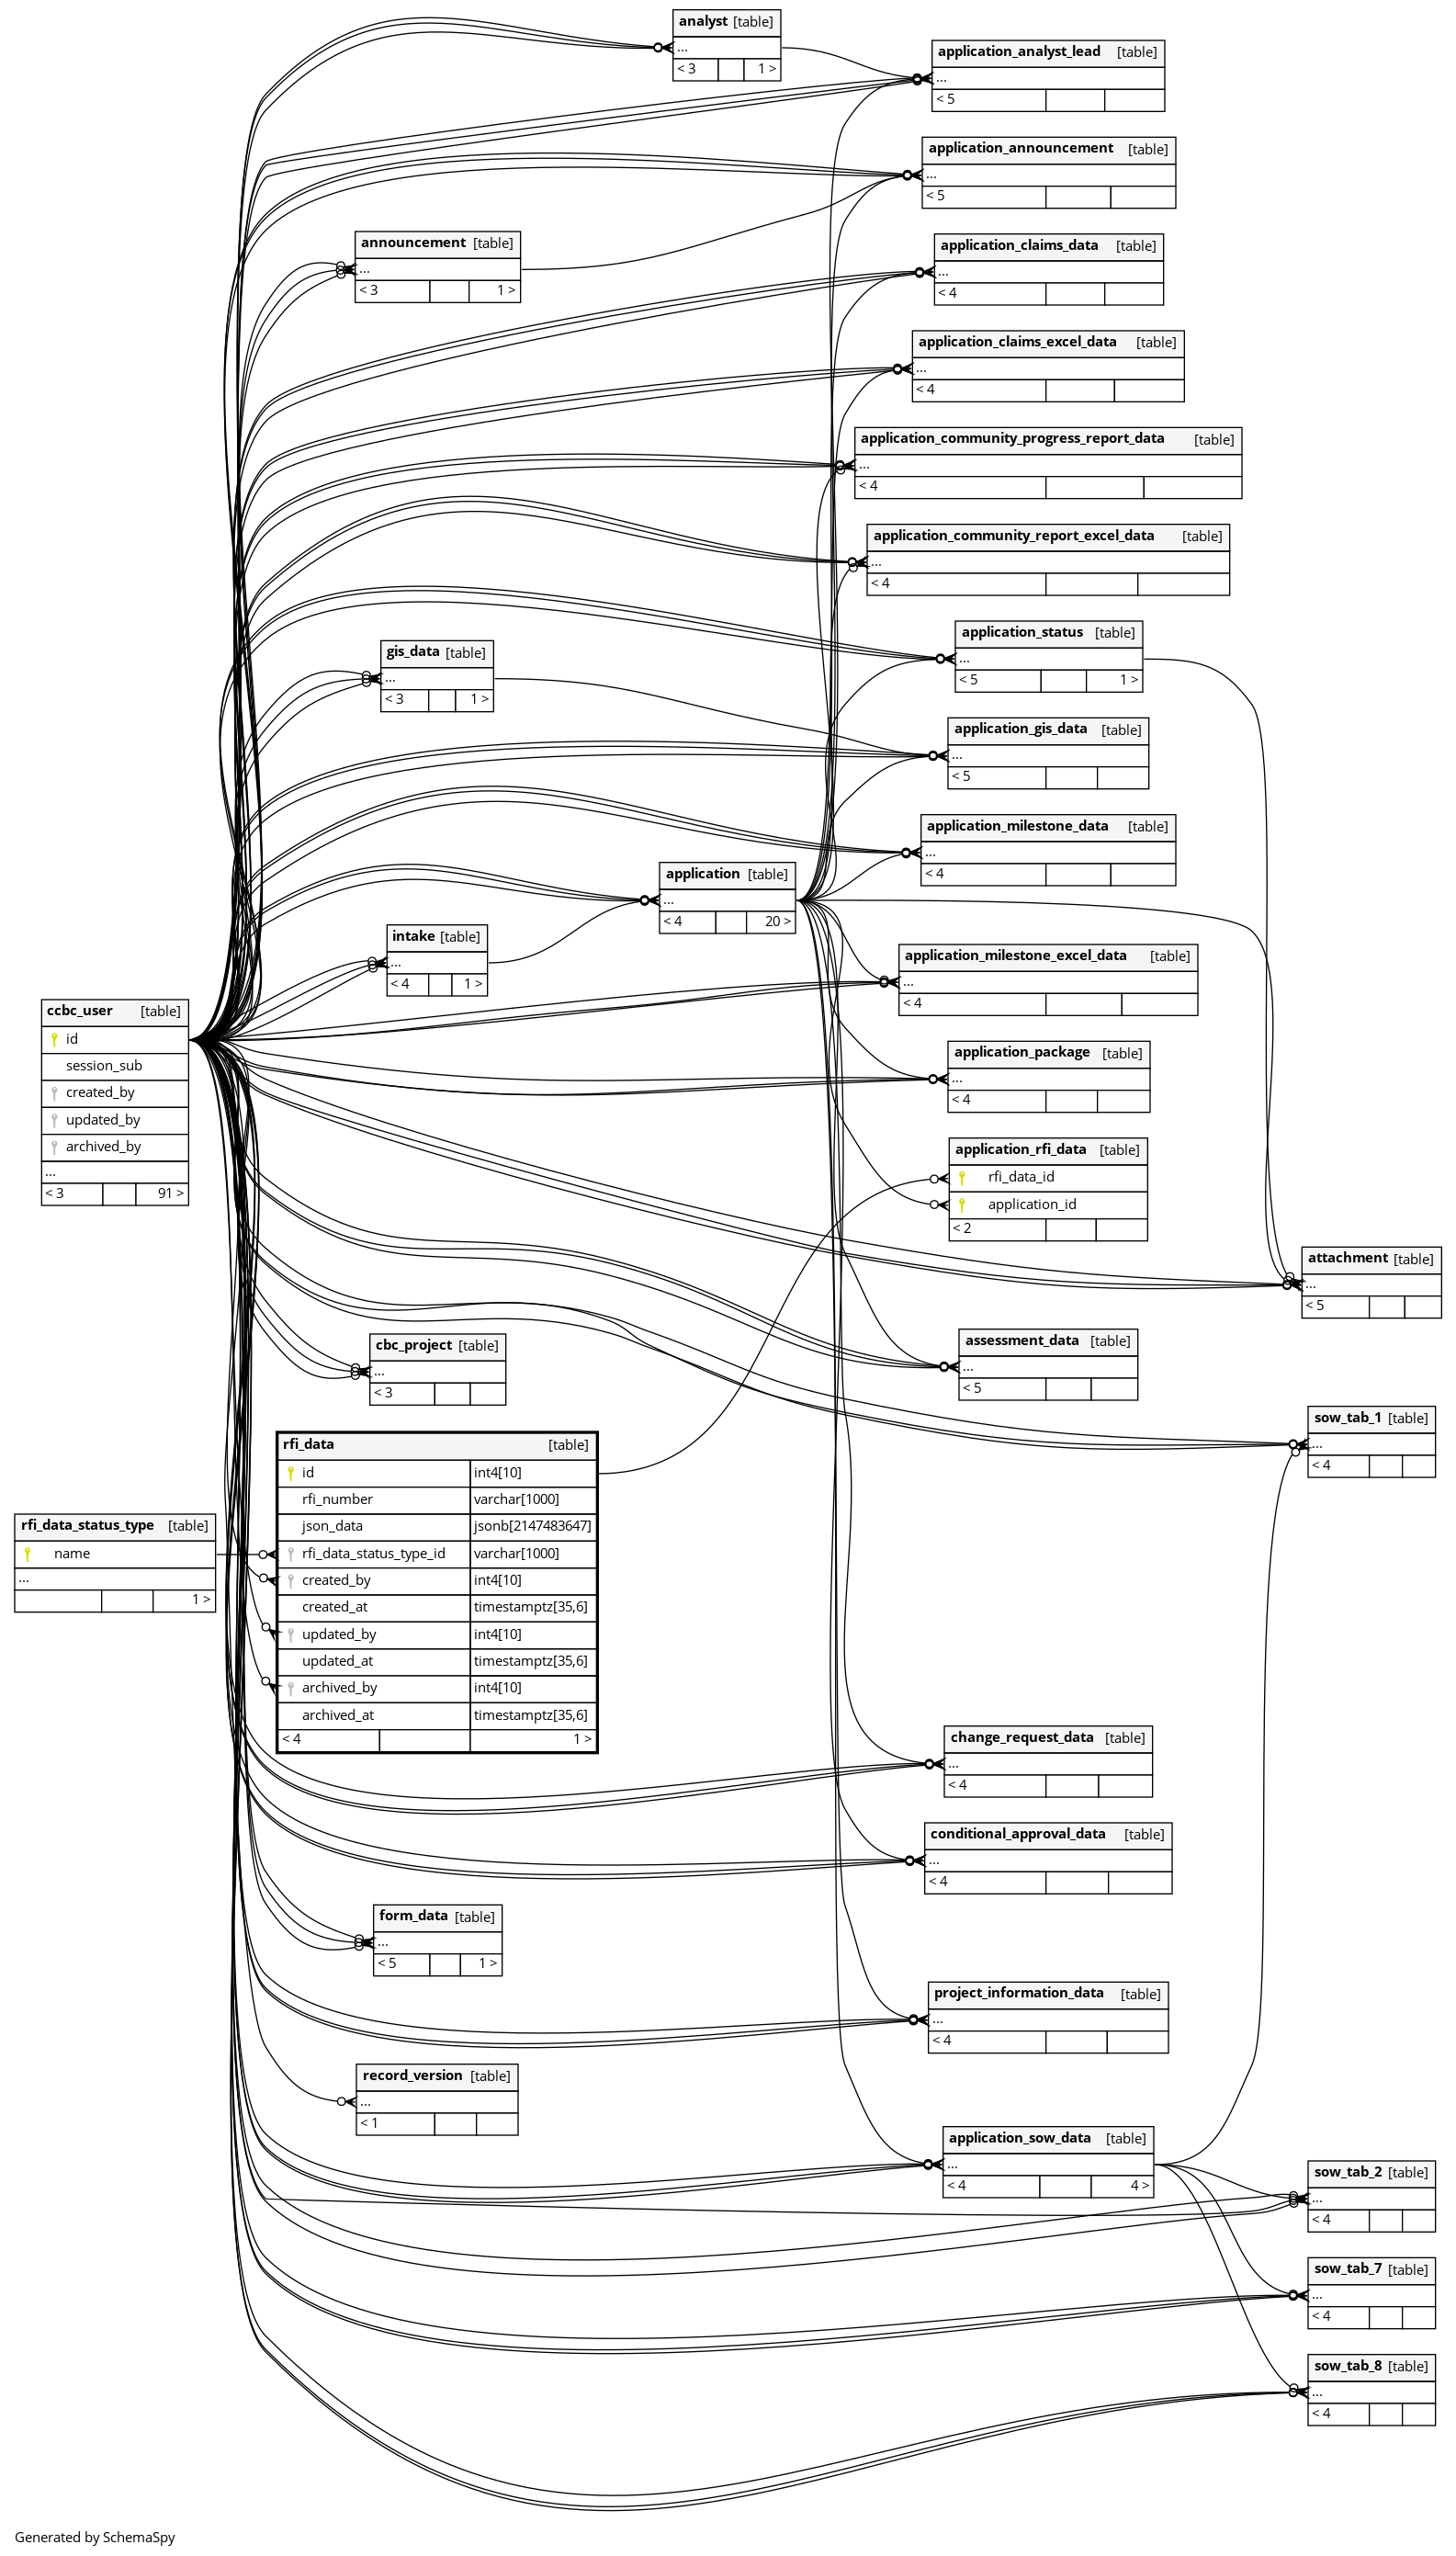 analyst [table]
...
< 3 1 >
application_analyst_lead [table]
...
< 5
application_announcement [table]
...
< 5
announcement [table]
...
< 3 1 >
application_claims_data [table]
...
< 4
application_claims_excel_data [table]
...
< 4
application_community_progress_report_data [table]
...
< 4
application_community_report_excel_data [table]
...
< 4
application_status [table]
...
< 5 1 >
gis_data [table]
...
< 3 1 >
application_gis_data [table]
...
< 5
application_milestone_data [table]
...
< 4
application [table]
...
< 4 20 >
intake [table]
...
< 4 1 >
application_milestone_excel_data [table]
...
< 4
ccbc_user [table]
id
session_sub
created_by
updated_by
archived_by
...
< 3 91 >
application_package [table]
...
< 4
application_rfi_data [table]
rfi_data_id
application_id
< 2
attachment [table]
...
< 5
assessment_data [table]
...
< 5
cbc_project [table]
...
< 3
sow_tab_1 [table]
...
< 4
rfi_data [table]
id int4[10]
rfi_number varchar[1000]
json_data jsonb[2147483647]
rfi_data_status_type_id varchar[1000]
created_by int4[10]
created_at timestamptz[35,6]
updated_by int4[10]
updated_at timestamptz[35,6]
archived_by int4[10]
archived_at timestamptz[35,6]
< 4 1 >
rfi_data_status_type [table]
name
...
1 >
change_request_data [table]
...
< 4
conditional_approval_data [table]
...
< 4
form_data [table]
...
< 5 1 >
project_information_data [table]
...
< 4
record_version [table]
...
< 1
application_sow_data [table]
...
< 4 4 >
sow_tab_2 [table]
...
< 4
sow_tab_7 [table]
...
< 4
sow_tab_8 [table]
...
< 4
Generated by SchemaSpy